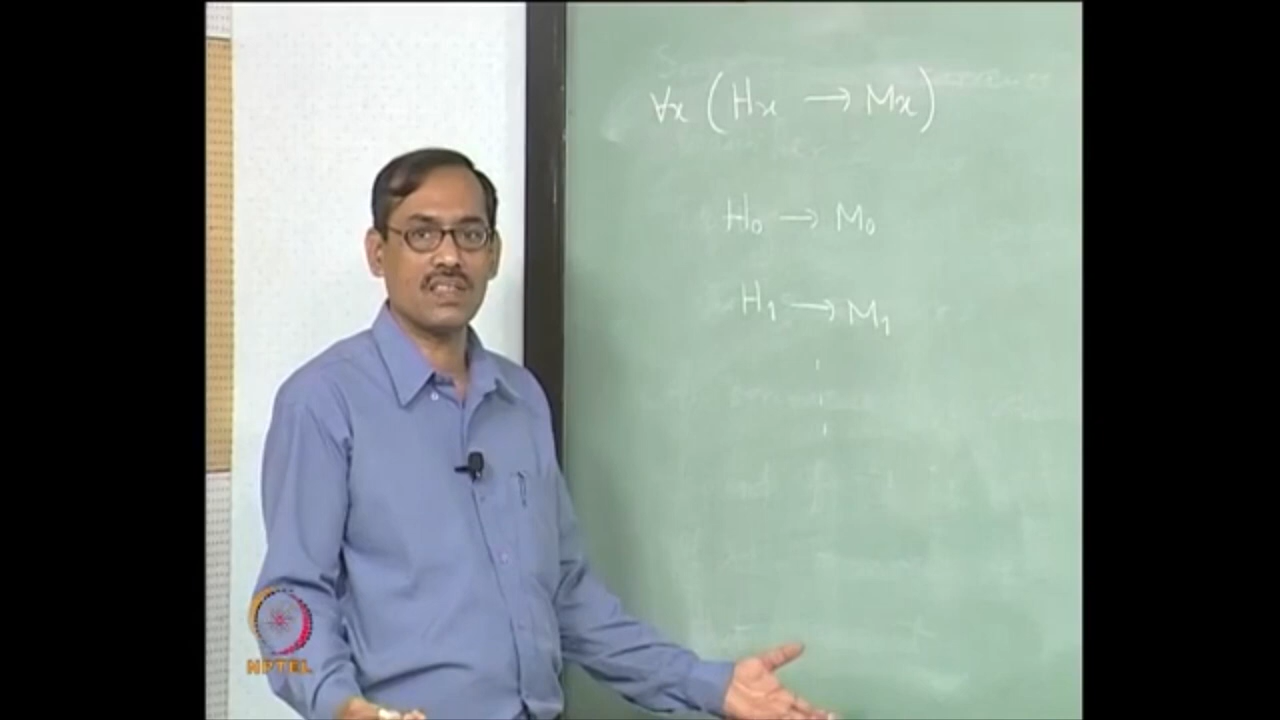 ∀x (Hx → Mx)
H₀ → M₀
H₁ → M₁
NPTEL